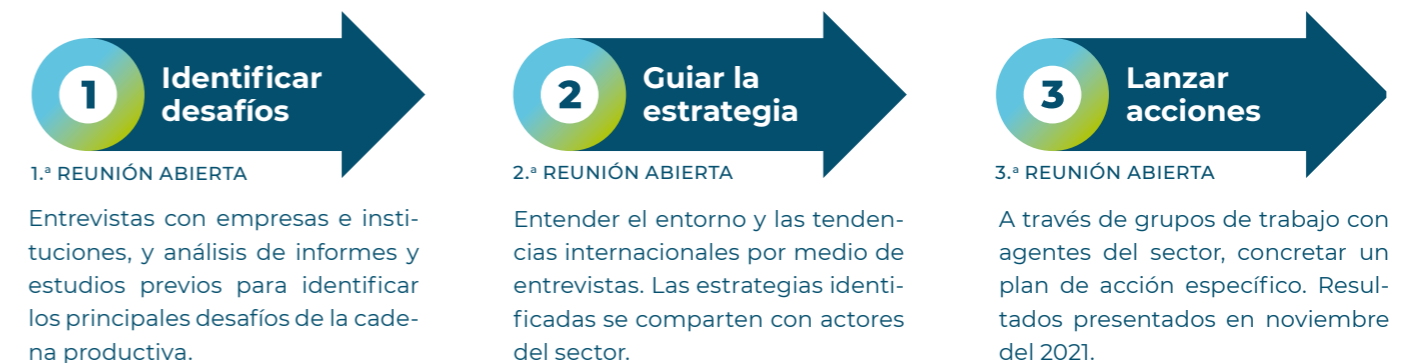 1
Identificar
desafíos
1.ª REUNIÓN ABIERTA
Entrevistas con empresas e insti-
tuciones, y análisis de informes y
estudios previos para identificar
los principales desafíos de la cade-
na productiva.
2
Guiar la
estrategia
2.ª REUNIÓN ABIERTA
Entender el entorno y las tenden-
cias internacionales por medio de
entrevistas. Las estrategias identi-
ficadas se comparten con actores
del sector.
3
Lanzar
acciones
3.ª REUNIÓN ABIERTA
A través de grupos de trabajo con
agentes del sector, concretar un
plan de acción específico. Resul-
tados presentados en noviembre
del 2021.